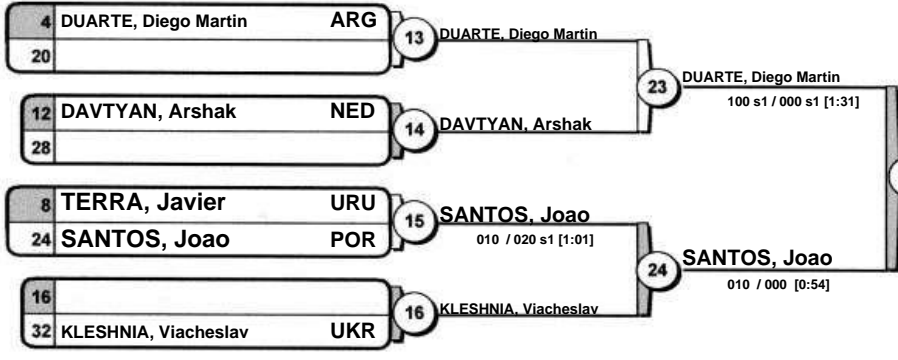 4 DUARTE, Diego Martin ARG
20
13 DUARTE, Diego Martin
23 DUARTE, Diego Martin
100 s1 / 000 s1 [1:31]
12 DAVTYAN, Arshak NED
28
14 DAVTYAN, Arshak
8 TERRA, Javier URU
24 SANTOS, Joao POR
15 SANTOS, Joao
010 / 020 s1 [1:01]
24 SANTOS, Joao
010 / 000 [0:54]
16
32 KLESHNIA, Viacheslav UKR
16 KLESHNIA, Viacheslav